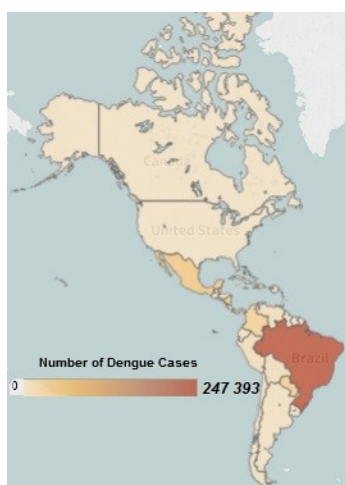 Canada
United States
Brazil
Number of Dengue Cases
0
247 393